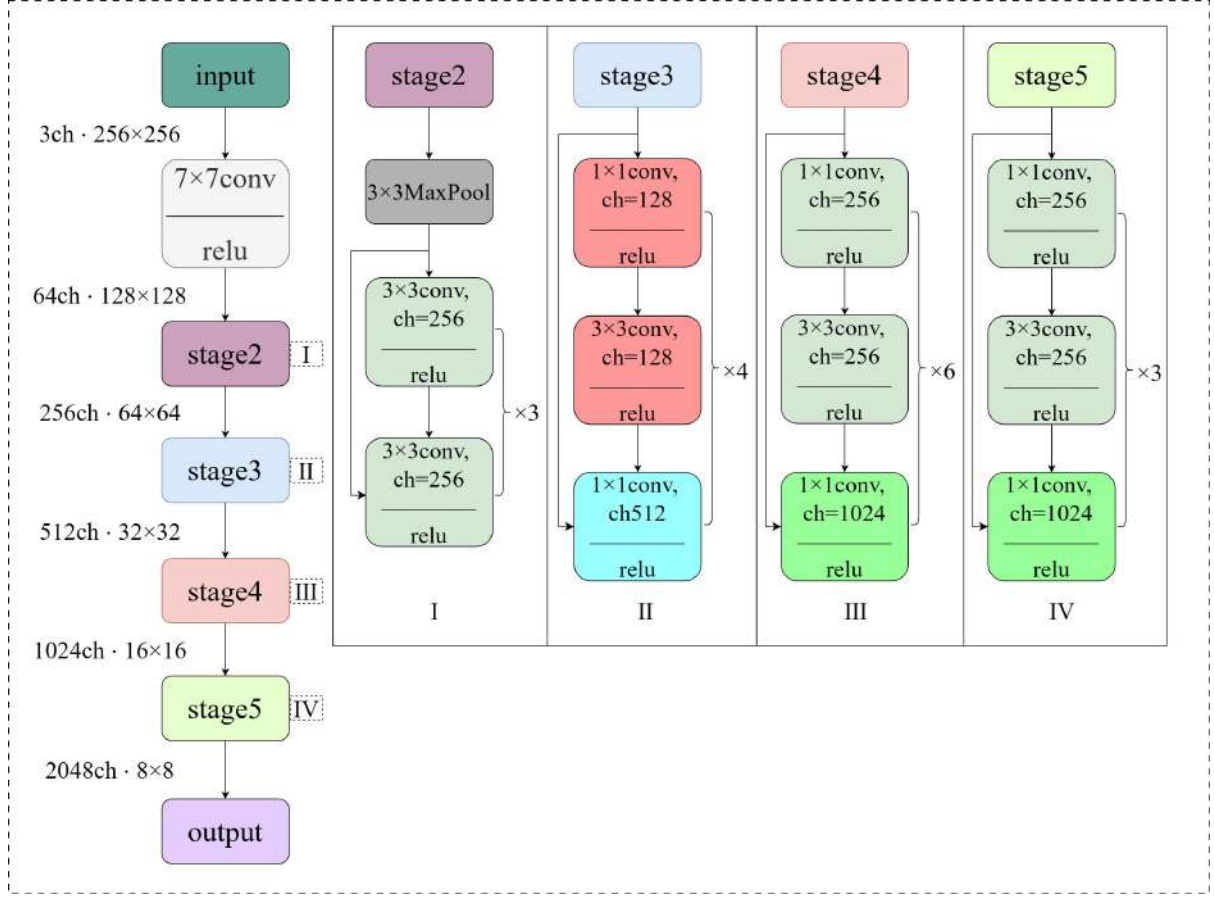 input
3ch · 256×256
7×7conv
relu
64ch · 128×128
stage2
I
256ch · 64×64
stage3
II
512ch · 32×32
stage4
III
1024ch · 16×16
stage5
IV
2048ch · 8×8
output
stage2
3×3MaxPool
3×3conv,
ch=256
relu
3×3conv,
ch=256
relu
×3
I
stage3
1×1conv,
ch=128
relu
3×3conv,
ch=128
relu
1×1conv,
ch512
relu
×4
II
stage4
1×1conv,
ch=256
relu
3×3conv,
ch=256
relu
1×1conv,
ch=1024
relu
×6
III
stage5
1×1conv,
ch=256
relu
3×3conv,
ch=256
relu
1×1conv,
ch=1024
relu
×3
IV